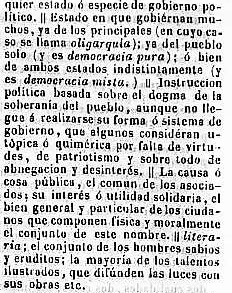 quier estado ó especie de gobierno po-
lítico. || Estado en que gobiérnan mu-
chos, ya de los principales (en cuyo ca-
so se llama oligarquía); ya del pueblo
solo (y es democracia pura); ó bien
de ambos estados indistintamente (y
es democracia mista.) || Instruccion
política basada sobre el dogma de la
soberanía del pueblo, aunque no lle-
gue á realizarse su forma ó sistema de
gobierno, que algunos consideran u-
tópica ó quimérica por falta de virtu-
des, de patriotismo y sobre todo de
abnegacion y desinterés. || La causa ó
cosa pública, el comun de los asocia-
dos; su interés ó utilidad solidaria, el
bien general y particular de los ciuda-
nos que componen física y moralmente
el conjunto de este nombre. || litera-
ria; el conjunto de los hombres sabios
y eruditos; la mayoría de los talentos
ilustrados, que difúnden las luces con
sus obras etc.